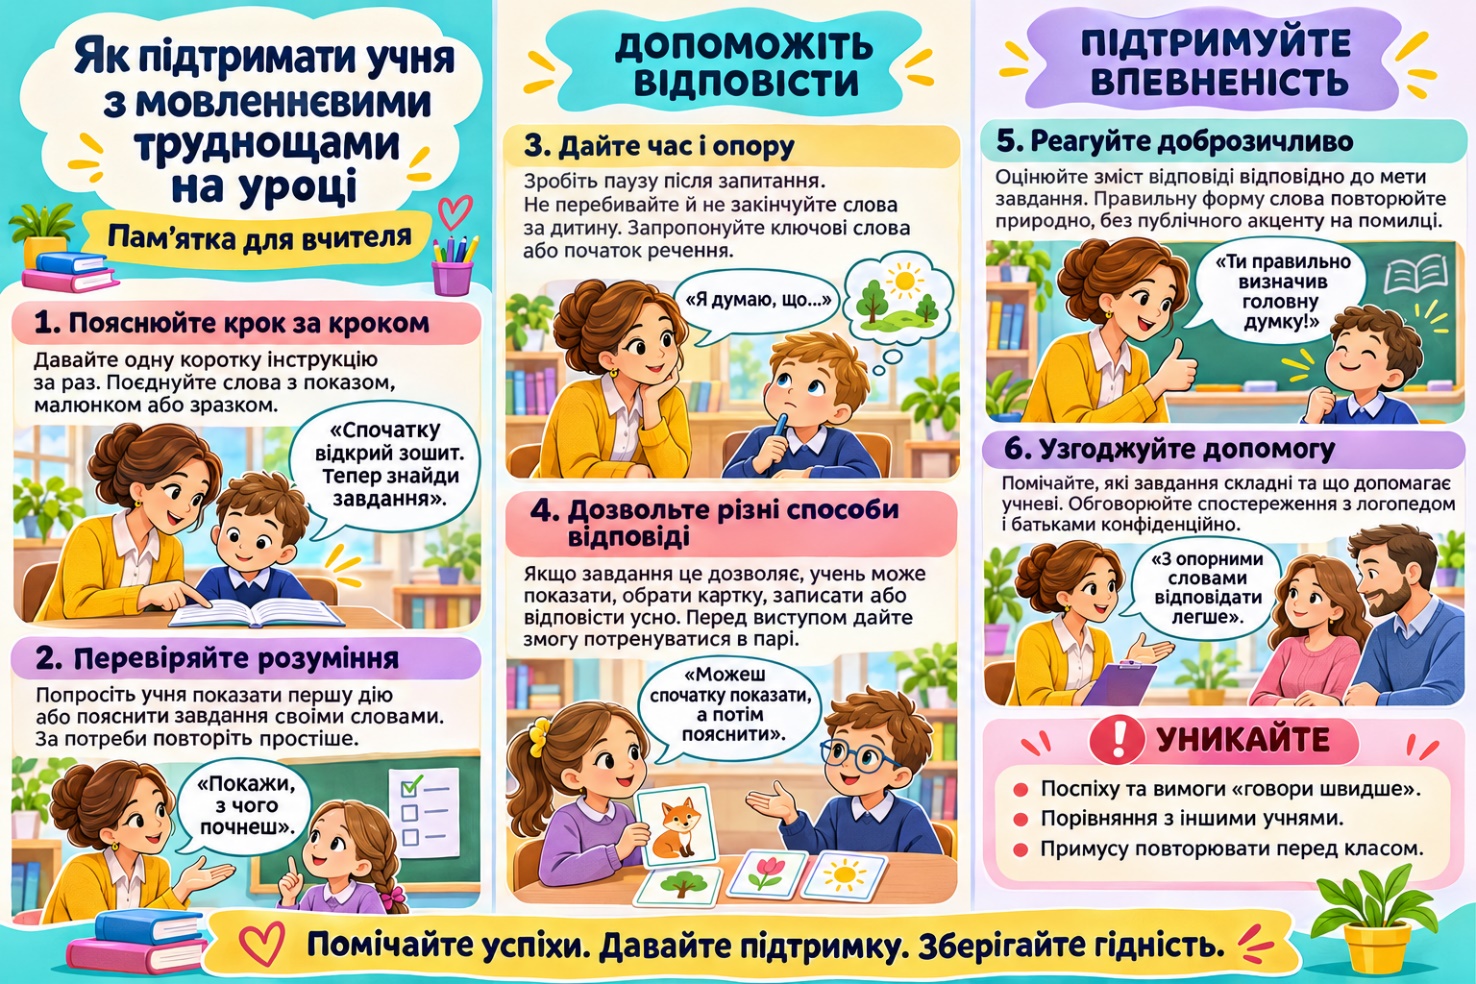 Як підтримати учня
з мовленнєвими
труднощами
на уроці
Пам'ятка для вчителя
1. Пояснюйте крок за кроком
Давайте одну коротку інструкцію
за раз. Поєднуйте слова з показом,
малюнком або зразком.
«Спочатку
відкрий зошит.
Тепер знайди
завдання».
2. Перевіряйте розуміння
Попросіть учня показати першу дію
або пояснити завдання своїми словами.
За потреби повторіть простіше.
«Покажи,
з чого
почнеш».
ДОПОМОЖІТЬ
ВІДПОВІСТИ
3. Дайте час і опору
Зробіть паузу після запитання.
Не перебивайте й не закінчуйте слова
за дитину. Запропонуйте ключові слова
або початок речення.
«Я думаю, що...»
4. Дозвольте різні способи
відповіді
Якщо завдання це дозволяє, учень може
показати, обрати картку, записати або
відповісти усно. Перед виступом дайте
змогу потренуватися в парі.
«Можеш
спочатку показати,
а потім
пояснити».
ПІДТРИМУЙТЕ
ВПЕВНЕНІСТЬ
5. Реагуйте доброзичливо
Оцінюйте зміст відповіді відповідно до мети
завдання. Правильну форму слова повторюйте
природно, без публічного акценту на помилці.
«Ти правильно
визначив
головну
думку!»
6. Узгоджуйте допомогу
Помічайте, які завдання складні та що допомагає
учневі. Обговорюйте спостереження з логопедом
і батьками конфіденційно.
«З опорними
словами
відповідати
легше».
! УНИКАЙТЕ
● Поспіху та вимоги «говори швидше».
● Порівняння з іншими учнями.
● Примусу повторювати перед класом.
Помічайте успіхи. Давайте підтримку. Зберігайте гідність.